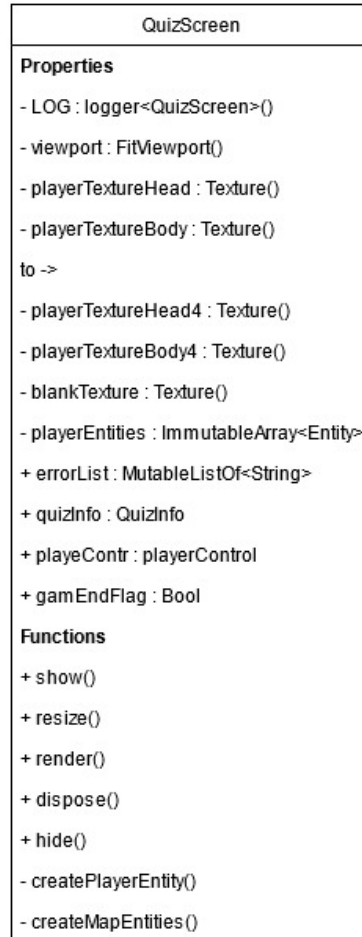 QuizScreen
Properties
- LOG : logger<QuizScreen>()
- viewport : FitViewport()
- playerTextureHead : Texture()
- playerTextureBody : Texture()
to ->
- playerTextureHead4 : Texture()
- playerTextureBody4 : Texture()
- blankTexture : Texture()
- playerEntities : ImmutableArray<Entity>
+ errorList : MutableListOf<String>
+ quizInfo : QuizInfo
+ playeContr : playerControl
+ gamEndFlag : Bool
Functions
+ show()
+ resize()
+ render()
+ dispose()
+ hide()
- createPlayerEntity()
- createMapEntities()